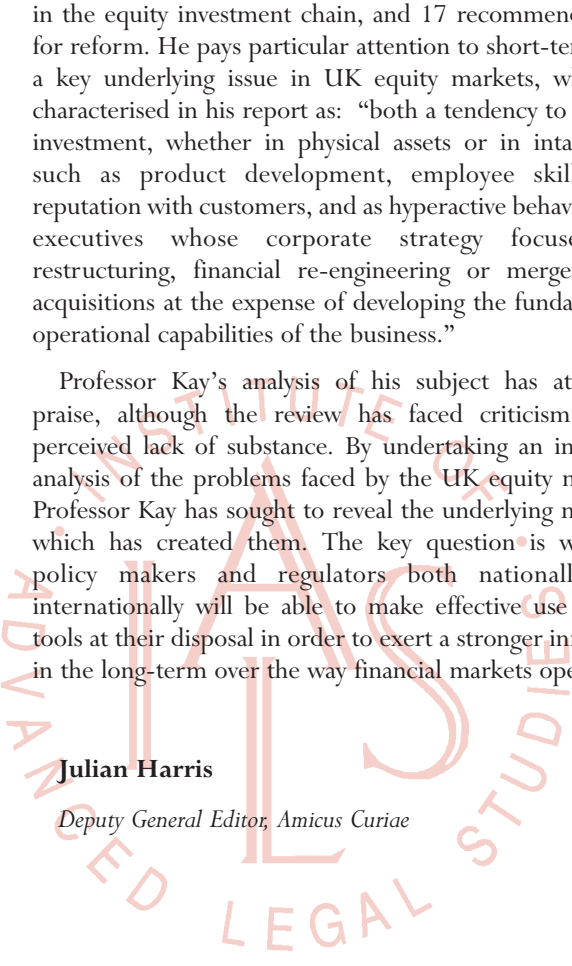 in the equity investment chain, and 17 recommend
for reform. He pays particular attention to short-ter
a key underlying issue in UK equity markets, wh
characterised in his report as: “both a tendency to
investment, whether in physical assets or in inta
such as product development, employee skill
reputation with customers, and as hyperactive behav
executives whose corporate strategy focuse
restructuring, financial re-engineering or merge
acquisitions at the expense of developing the funda
operational capabilities of the business.”
Professor Kay’s analysis of his subject has at
praise, although the review has faced criticism
perceived lack of substance. By undertaking an in
analysis of the problems faced by the UK equity m
Professor Kay has sought to reveal the underlying m
which has created them. The key question is w
policy makers and regulators both nationall
internationally will be able to make effective use
tools at their disposal in order to exert a stronger in
in the long-term over the way financial markets ope
Julian Harris
Deputy General Editor, Amicus Curiae
INSTITUTE OF
ADVANCED LEGAL STUDIES
IALS